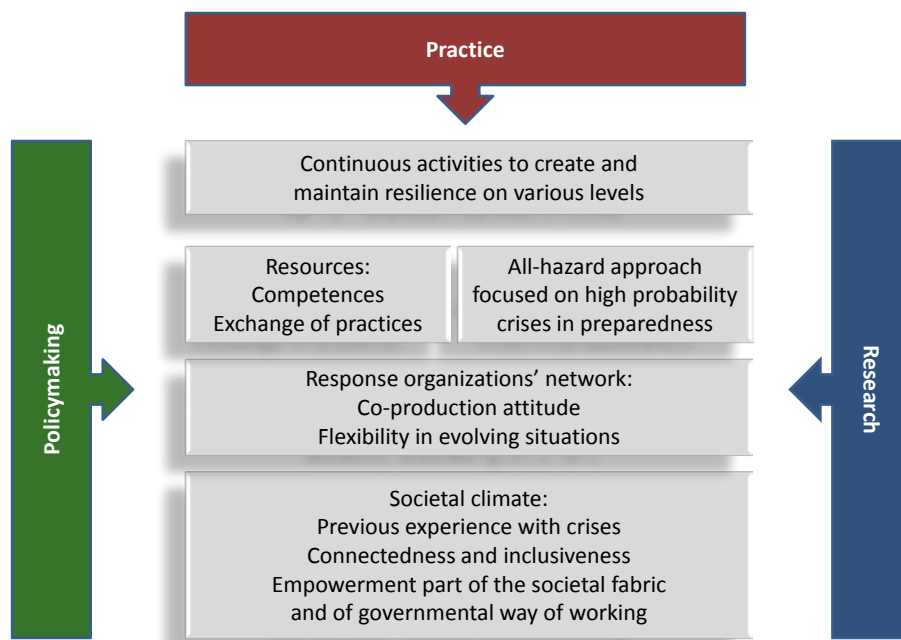 Practice
Continuous activities to create and
maintain resilience on various levels
Resources:
Competences
Exchange of practices
All-hazard approach
focused on high probability
crises in preparedness
Policymaking
Research
Response organizations’ network:
Co-production attitude
Flexibility in evolving situations
Societal climate:
Previous experience with crises
Connectedness and inclusiveness
Empowerment part of the societal fabric
and of governmental way of working